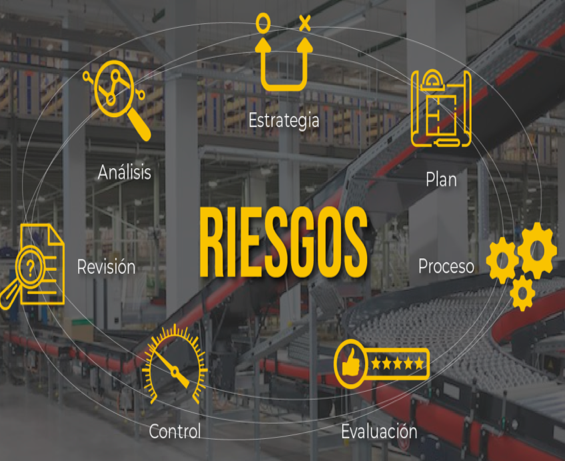 Estrategia
Análisis
Plan
RIESGOS
Revisión
Proceso
?
Control
Evaluación